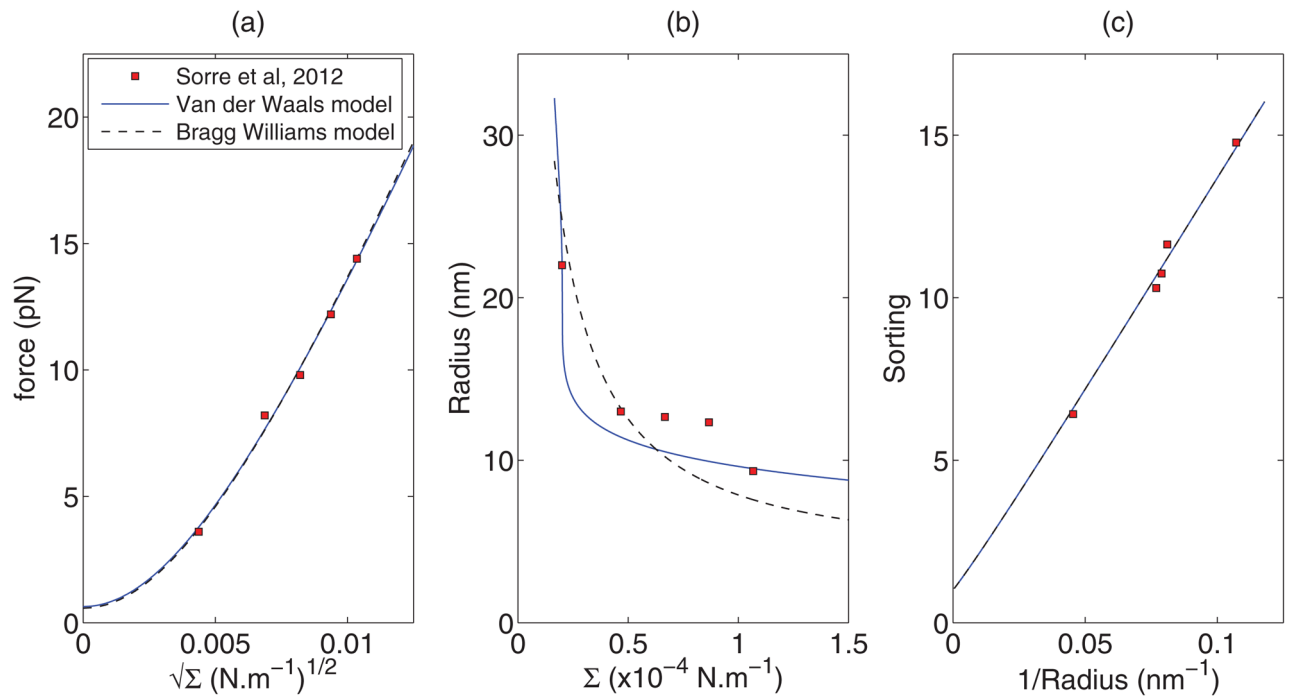 (a)
Sorre et al, 2012
Van der Waals model
Bragg Williams model
force (pN)
20
15
10
5
0
0 0.005 0.01
√Σ (N.m−1)1/2
(b)
Radius (nm)
30
20
10
0
0 0.5 1 1.5
Σ (x10−4 N.m−1)
(c)
Sorting
15
10
5
0
0 0.05 0.1
1/Radius (nm−1)